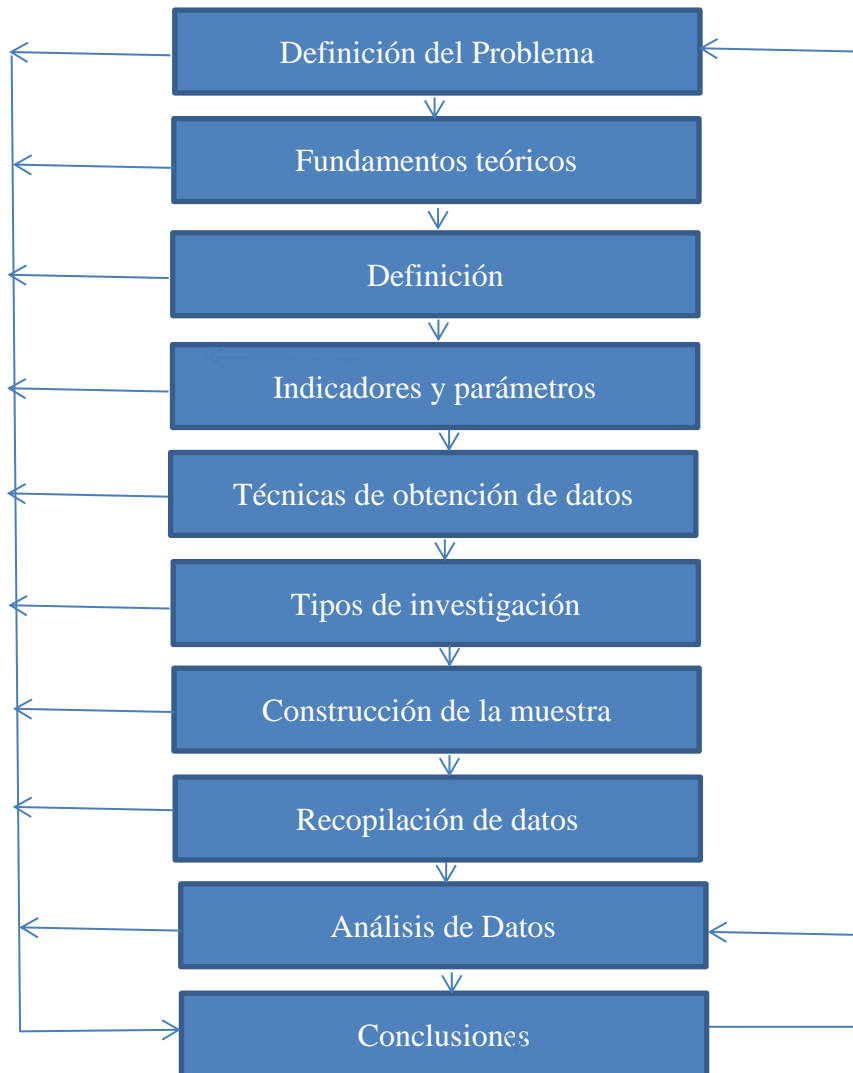 Definición del Problema
Fundamentos teóricos
Definición
Indicadores y parámetros
Técnicas de obtención de datos
Tipos de investigación
Construcción de la muestra
Recopilación de datos
Análisis de Datos
Conclusiones